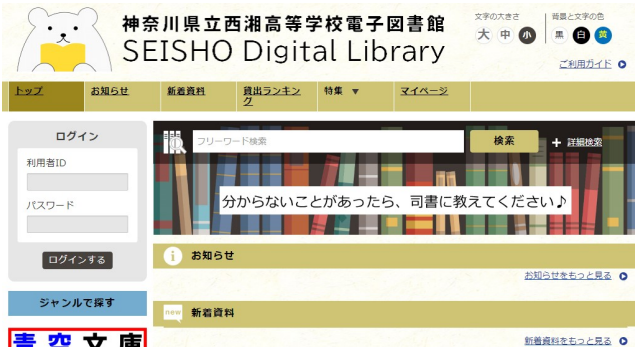 神奈川県立西湘高等学校電子図書館
SEISHO Digital Library
文字の大きさ
大 中 小
背景と文字の色
黒 白 黄
ご利用ガイド
トップ
お知らせ
新着資料
貸出ランキン
グ
特集 ▼
マイページ
ログイン
利用者ID
パスワード
ログインする
ジャンルで探す
青空文庫
フリーワード検索
検索
+ 詳細検索
分からないことがあったら、司書に教えてください♪
i お知らせ
お知らせをもっと見る
new 新着資料
新着資料をもっと見る